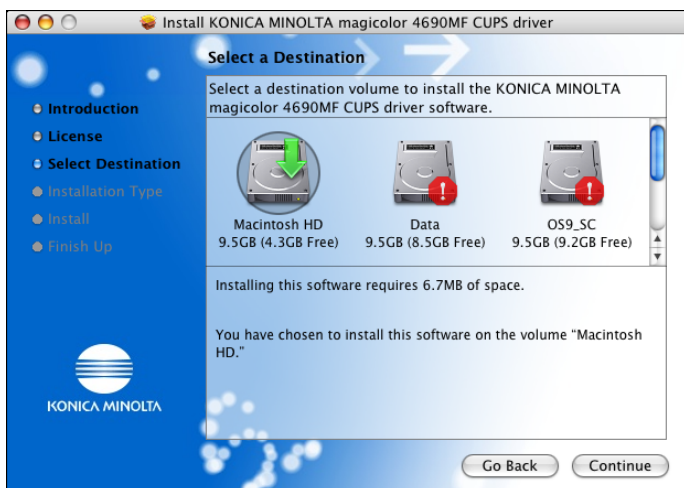 Install KONICA MINOLTA magicolor 4690MF CUPS driver
Select a Destination
Introduction
License
Select Destination
Installation Type
Install
Finish Up
Select a destination volume to install the KONICA MINOLTA
magicolor 4690MF CUPS driver software.
Macintosh HD
9.5GB (4.3GB Free)
Data
9.5GB (8.5GB Free)
OS9_SC
9.5GB (9.2GB Free)
Installing this software requires 6.7MB of space.
You have chosen to install this software on the volume “Macintosh
HD.”
KONICA MINOLTA
Go Back
Continue